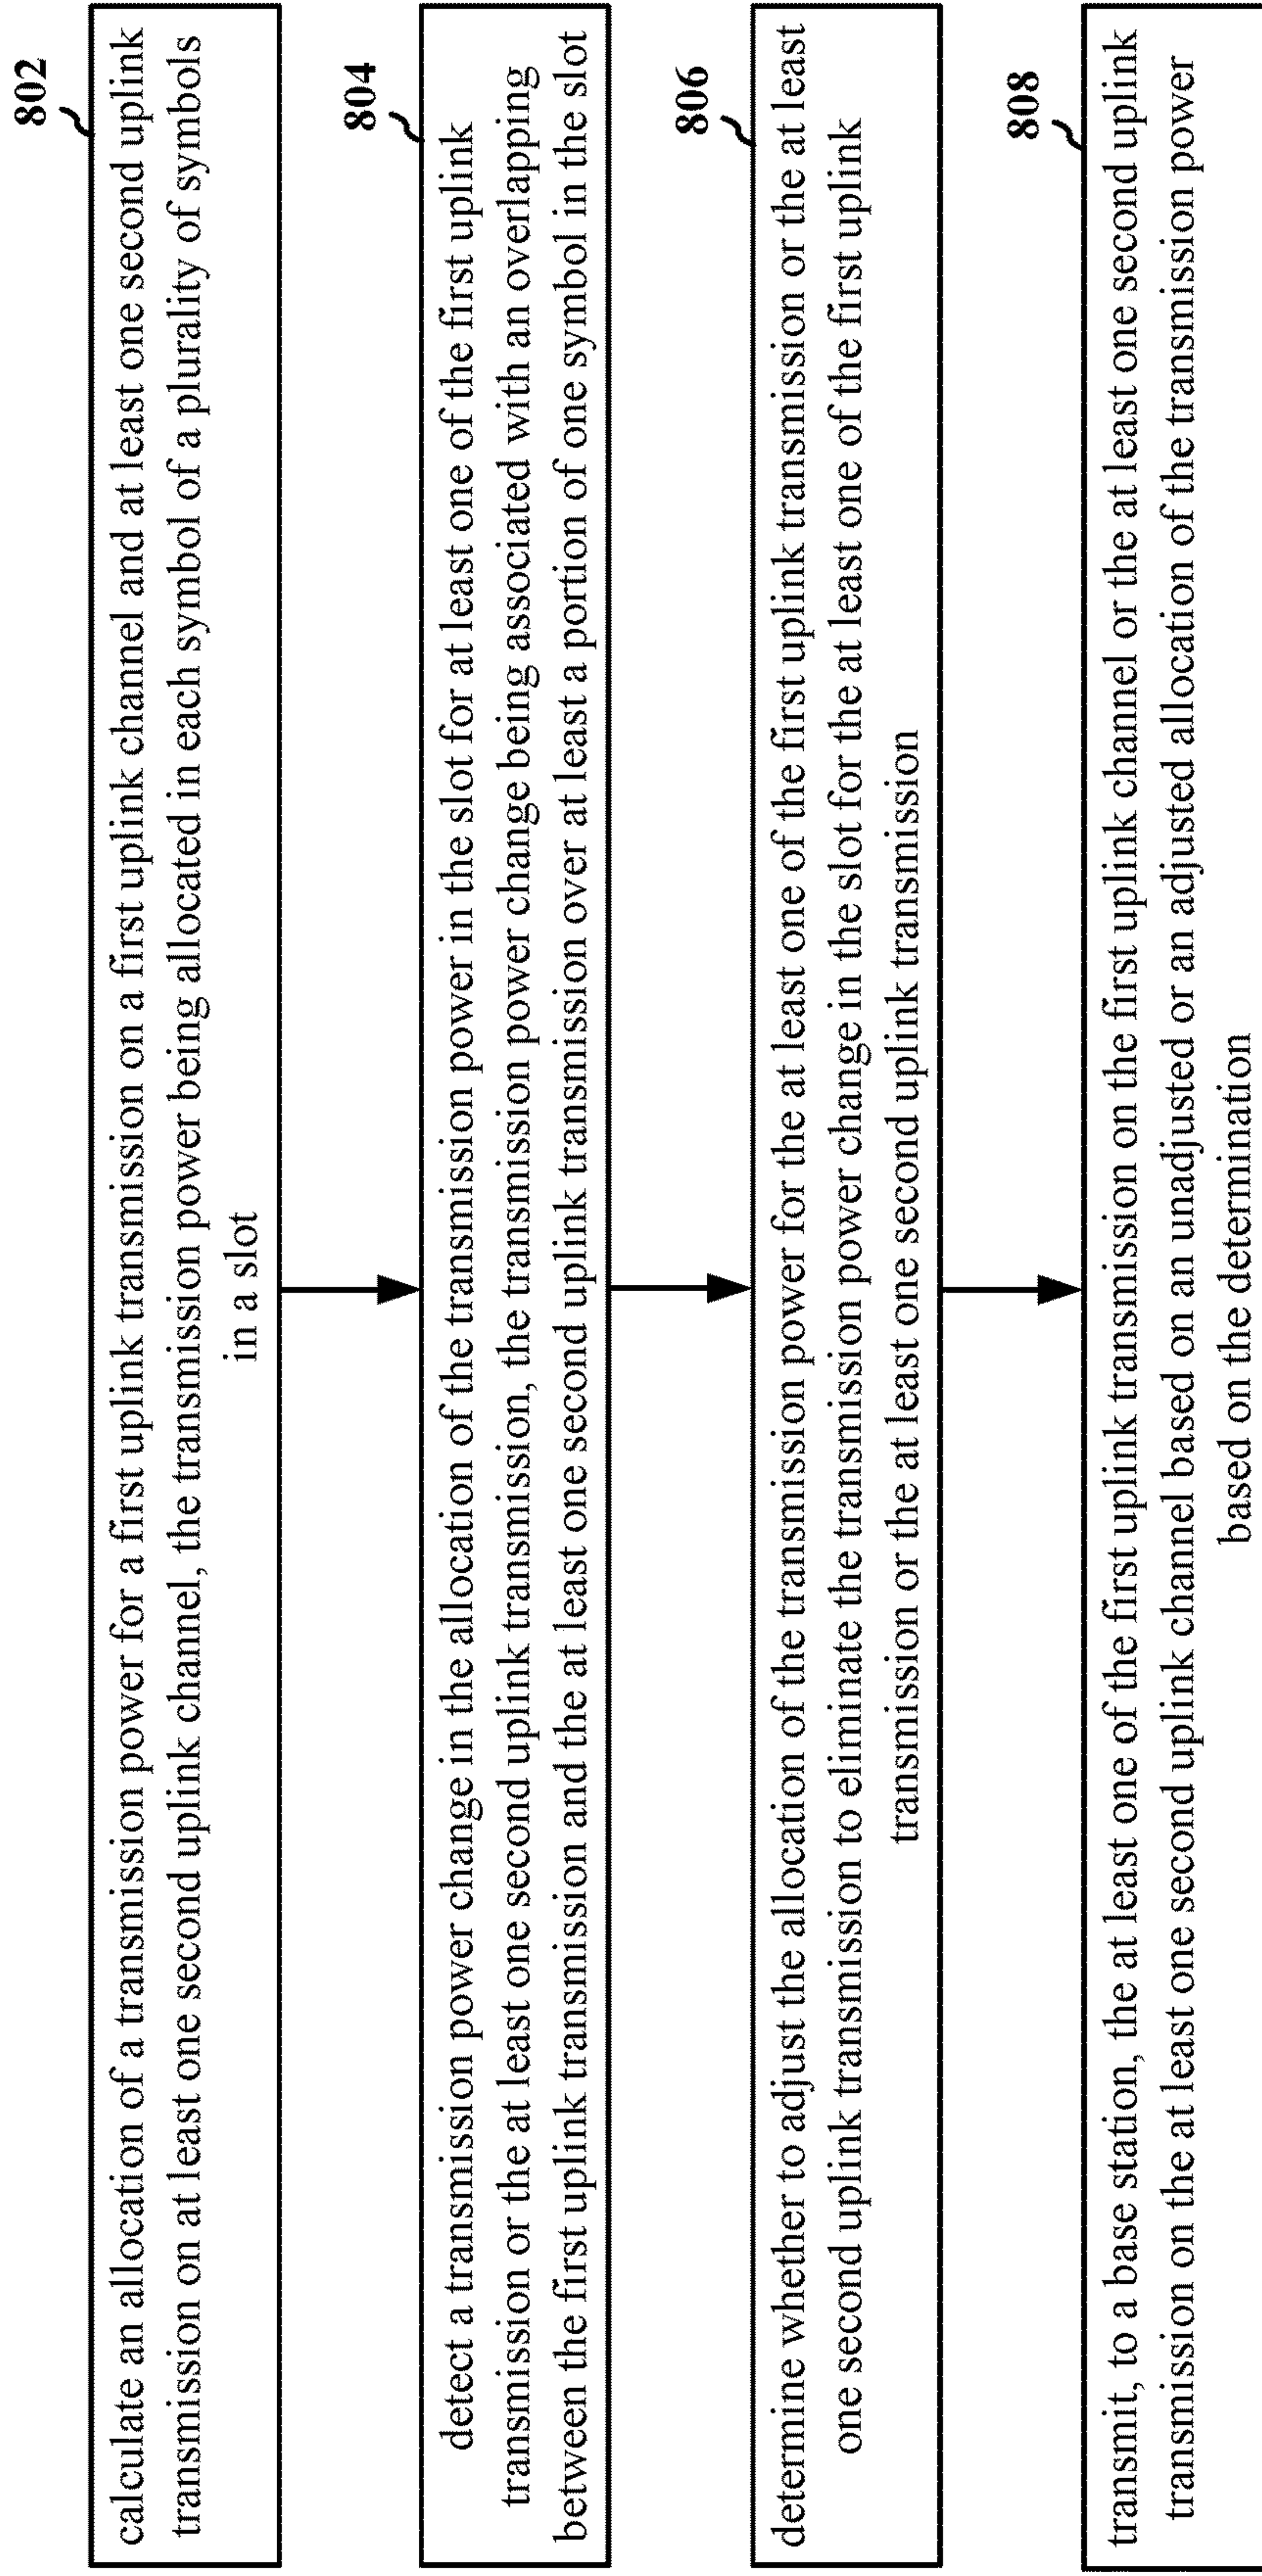 802
calculate an allocation of a transmission power for a first uplink transmission on a first uplink channel and at least one second uplink
transmission on at least one second uplink channel, the transmission power being allocated in each symbol of a plurality of symbols
in a slot
804
detect a transmission power change in the allocation of the transmission power in the slot for at least one of the first uplink
transmission or the at least one second uplink transmission, the transmission power change being associated with an overlapping
between the first uplink transmission and the at least one second uplink transmission over at least a portion of one symbol in the slot
806
determine whether to adjust the allocation of the transmission power for the at least one of the first uplink transmission or the at least
one second uplink transmission to eliminate the transmission power change in the slot for the at least one of the first uplink
transmission or the at least one second uplink transmission
808
transmit, to a base station, the at least one of the first uplink transmission on the first uplink channel or the at least one second uplink
transmission on the at least one second uplink channel based on an unadjusted or an adjusted allocation of the transmission power
based on the determination